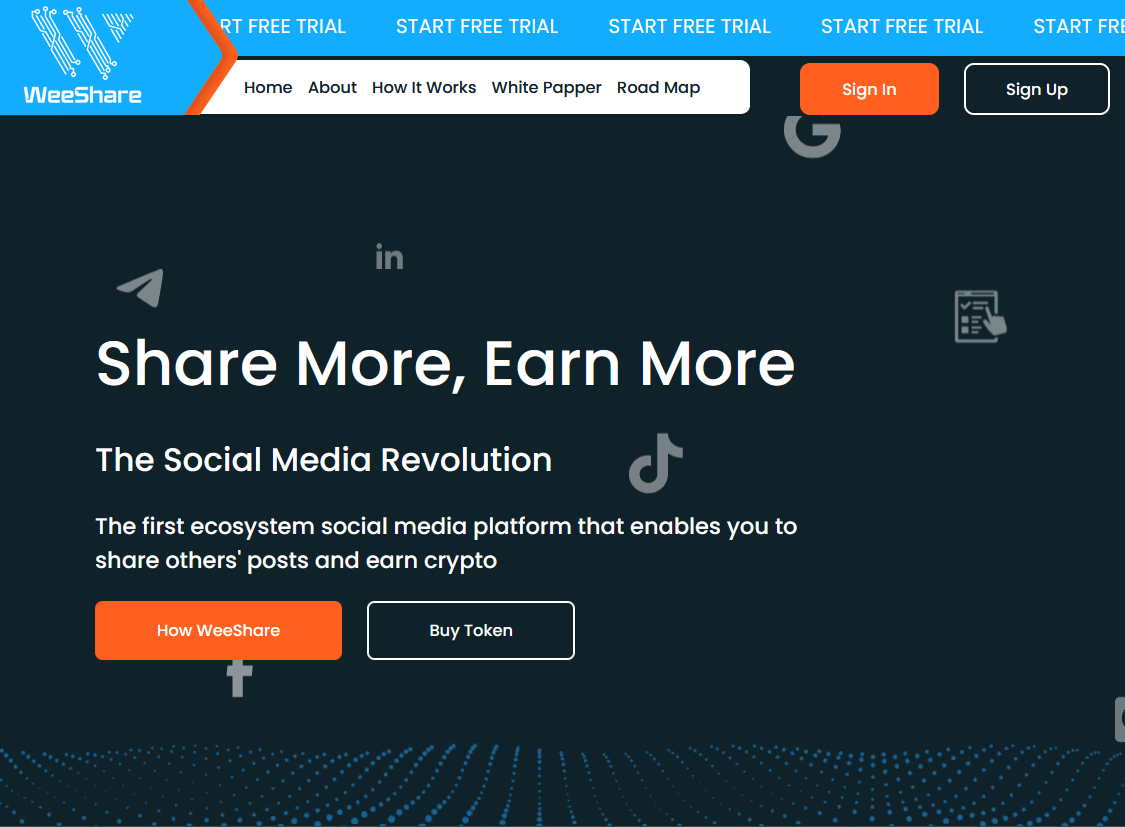 WeeShare
RT FREE TRIAL START FREE TRIAL START FREE TRIAL START FREE TRIAL START FRE
Home About How It Works White Papper Road Map
Sign In
Sign Up
in
Share More, Earn More
The Social Media Revolution
The first ecosystem social media platform that enables you to
share others' posts and earn crypto
How WeeShare
Buy Token